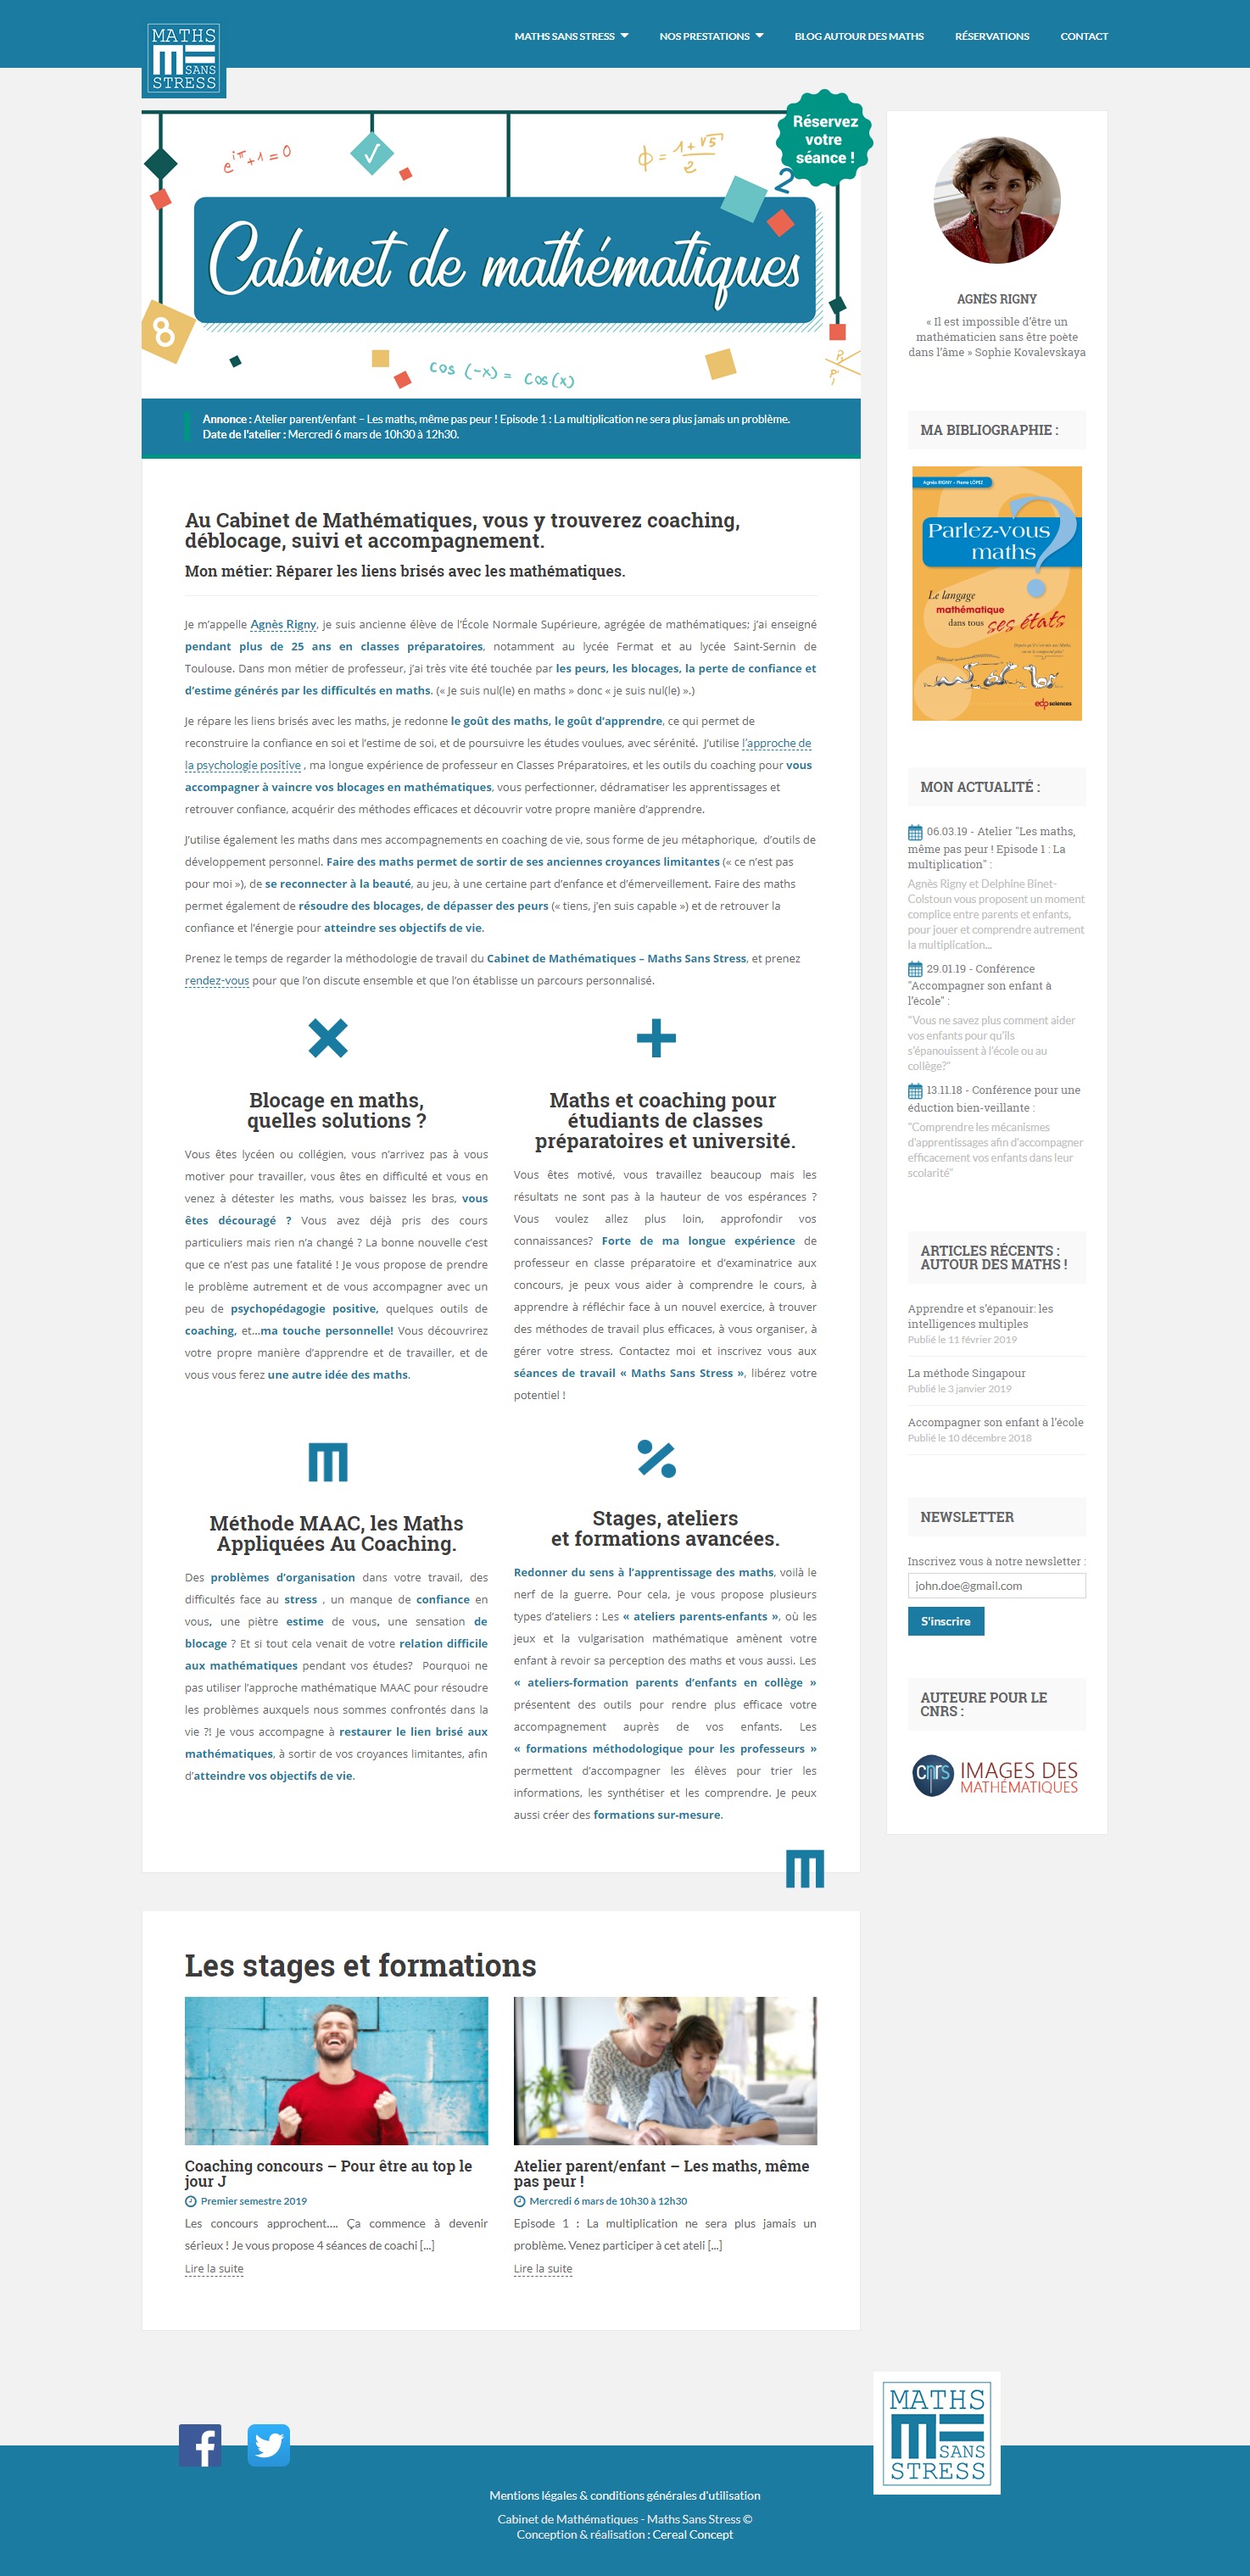 MATHS
SANS
STRESS
MATHS SANS STRESS
NOS PRESTATIONS
BLOG AUTOUR DES MATHS
RÉSERVATIONS
CONTACT
Réservez
votre
séance !
e^iπ+1=0
ϕ = 1+√5
2
2
Cabinet de mathématiques
8
cos (-x) = cos(x)
Annonce : Atelier parent/enfant – Les maths, même pas peur ! Episode 1 : La multiplication ne sera plus jamais un problème.
Date de l'atelier : Mercredi 6 mars de 10h30 à 12h30.
Au Cabinet de Mathématiques, vous y trouverez coaching,
déblocage, suivi et accompagnement.
Mon métier: Réparer les liens brisés avec les mathématiques.
Je m’appelle Agnès Rigny, je suis ancienne élève de l’École Normale Supérieure, agrégée de mathématiques; j’ai enseigné
pendant plus de 25 ans en classes préparatoires, notamment au lycée Fermat et au lycée Saint-Sernin de
Toulouse. Dans mon métier de professeur, j’ai très vite été touchée par les peurs, les blocages, la perte de confiance et
d’estime générés par les difficultés en maths. (« Je suis nul(le) en maths » donc « je suis nul(le) ».)
Je répare les liens brisés avec les maths, je redonne le goût des maths, le goût d’apprendre, ce qui permet de
reconstruire la confiance en soi et l’estime de soi, et de poursuivre les études voulues, avec sérénité. J’utilise l’approche de
la psychologie positive , ma longue expérience de professeur en Classes Préparatoires, et les outils du coaching pour vous
accompagner à vaincre vos blocages en mathématiques, vous perfectionner, dédramatiser les apprentissages et
retrouver confiance, acquérir des méthodes efficaces et découvrir votre propre manière d’apprendre.
J’utilise également les maths dans mes accompagnements en coaching de vie, sous forme de jeu métaphorique, d’outils de
développement personnel. Faire des maths permet de sortir de ses anciennes croyances limitantes (« ce n’est pas
pour moi »), de se reconnecter à la beauté, au jeu, à une certaine part d’enfance et d’émerveillement. Faire des maths
permet également de résoudre des blocages, de dépasser des peurs (« tiens, j’en suis capable ») et de retrouver la
confiance et l’énergie pour atteindre ses objectifs de vie.
Prenez le temps de regarder la méthodologie de travail du Cabinet de Mathématiques – Maths Sans Stress, et prenez
rendez-vous pour que l’on discute ensemble et que l’on établisse un parcours personnalisé.
Blocage en maths,
quelles solutions ?
Vous êtes lycéen ou collégien, vous n’arrivez pas à vous
motiver pour travailler, vous êtes en difficulté et vous en
venez à détester les maths, vous baissez les bras, vous
êtes découragé ? Vous avez déjà pris des cours
particuliers mais rien n’a changé ? La bonne nouvelle c’est
que ce n’est pas une fatalité ! Je vous propose de prendre
le problème autrement et de vous accompagner avec un
peu de psychopédagogie positive, quelques outils de
coaching, et…ma touche personnelle! Vous découvrirez
votre propre manière d’apprendre et de travailler, et de
vous vous ferez une autre idée des maths.
Maths et coaching pour
étudiants de classes
préparatoires et université.
Vous êtes motivé, vous travaillez beaucoup mais les
résultats ne sont pas à la hauteur de vos espérances ?
Vous voulez allez plus loin, approfondir vos
connaissances? Forte de ma longue expérience de
professeur en classe préparatoire et d’examinatrice aux
concours, je peux vous aider à comprendre le cours, à
apprendre à réfléchir face à un nouvel exercice, à trouver
des méthodes de travail plus efficaces, à vous organiser, à
gérer votre stress. Contactez moi et inscrivez vous aux
séances de travail « Maths Sans Stress », libérez votre
potentiel !
Méthode MAAC, les Maths
Appliquées Au Coaching.
Des problèmes d’organisation dans votre travail, des
difficultés face au stress , un manque de confiance en
vous, une piètre estime de vous, une sensation de
blocage ? Et si tout cela venait de votre relation difficile
aux mathématiques pendant vos études? Pourquoi ne
pas utiliser l’approche mathématique MAAC pour résoudre
les problèmes auxquels nous sommes confrontés dans la
vie ?! Je vous accompagne à restaurer le lien brisé aux
mathématiques, à sortir de vos croyances limitantes, afin
d’atteindre vos objectifs de vie.
Stages, ateliers
et formations avancées.
Redonner du sens à l’apprentissage des maths, voilà le
nerf de la guerre. Pour cela, je vous propose plusieurs
types d’ateliers : Les « ateliers parents-enfants », où les
jeux et la vulgarisation mathématique amènent votre
enfant à revoir sa perception des maths et vous aussi. Les
« ateliers-formation parents d’enfants en collège »
présentent des outils pour rendre plus efficace votre
accompagnement auprès de vos enfants. Les
« formations méthodologique pour les professeurs »
permettent d’accompagner les élèves pour trier les
informations, les synthétiser et les comprendre. Je peux
aussi créer des formations sur-mesure.
Les stages et formations
Coaching concours – Pour être au top le
jour J
Premier semestre 2019
Les concours approchent…. Ça commence à devenir
sérieux ! Je vous propose 4 séances de coachi [...]
Lire la suite
Atelier parent/enfant – Les maths, même
pas peur !
Mercredi 6 mars de 10h30 à 12h30
Episode 1 : La multiplication ne sera plus jamais un
problème. Venez participer à cet ateli [...]
Lire la suite
AGNÈS RIGNY
« Il est impossible d’être un
mathématicien sans être poète
dans l’âme » Sophie Kovalevskaya
MA BIBLIOGRAPHIE :
Agnès RIGNY - Pierre LÓPEZ
Parlez-vous
maths ?
Le langage
mathématique
dans tous ses états
edp sciences
MON ACTUALITÉ :
06.03.19 - Atelier "Les maths,
même pas peur ! Episode 1 : La
multiplication" :
Agnès Rigny et Delphine Binet-
Colstoun vous proposent un moment
complice entre parents et enfants,
pour jouer et comprendre autrement
la multiplication...
29.01.19 - Conférence
"Accompagner son enfant à
l'école" :
"Vous ne savez plus comment aider
vos enfants pour qu'ils
s'épanouissent à l'école ou au
collège?"
13.11.18 - Conférence pour une
éduction bien-veillante :
"Comprendre les mécanismes
d'apprentissages afin d'accompagner
efficacement vos enfants dans leur
scolarité"
ARTICLES RÉCENTS :
AUTOUR DES MATHS !
Apprendre et s’épanouir: les
intelligences multiples
Publié le 11 février 2019
La méthode Singapour
Publié le 3 janvier 2019
Accompagner son enfant à l’école
Publié le 10 décembre 2018
NEWSLETTER
Inscrivez vous à notre newsletter :
john.doe@gmail.com
S'inscrire
AUTEURE POUR LE
CNRS :
cnrs
IMAGES DES
MATHÉMATIQUES
MATHS
SANS
STRESS
Mentions légales & conditions générales d'utilisation
Cabinet de Mathématiques - Maths Sans Stress ©
Conception & réalisation : Cereal Concept